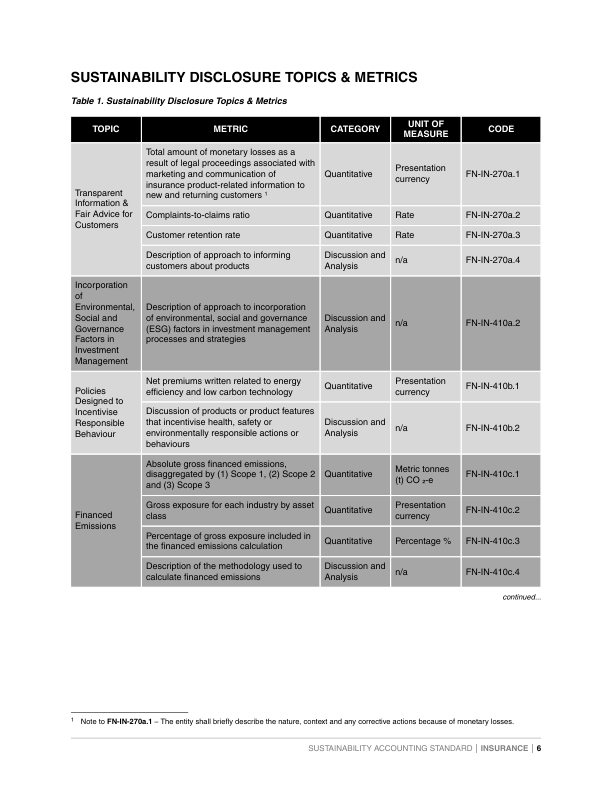 SUSTAINABILITY DISCLOSURE TOPICS & METRICS
Table 1. Sustainability Disclosure Topics & Metrics
TOPIC
METRIC
CATEGORY
UNIT OF
MEASURE
CODE
Transparent
Information &
Fair Advice for
Customers
Total amount of monetary losses as a
result of legal proceedings associated with
marketing and communication of
insurance product-related information to
new and returning customers ¹
Quantitative
Presentation
currency
FN-IN-270a.1
Complaints-to-claims ratio
Quantitative
Rate
FN-IN-270a.2
Customer retention rate
Quantitative
Rate
FN-IN-270a.3
Description of approach to informing
customers about products
Discussion and
Analysis
n/a
FN-IN-270a.4
Incorporation
of
Environmental,
Social and
Governance
Factors in
Investment
Management
Description of approach to incorporation
of environmental, social and governance
(ESG) factors in investment management
processes and strategies
Discussion and
Analysis
n/a
FN-IN-410a.2
Policies
Designed to
Incentivise
Responsible
Behaviour
Net premiums written related to energy
efficiency and low carbon technology
Quantitative
Presentation
currency
FN-IN-410b.1
Discussion of products or product features
that incentivise health, safety or
environmentally responsible actions or
behaviours
Discussion and
Analysis
n/a
FN-IN-410b.2
Financed
Emissions
Absolute gross financed emissions,
disaggregated by (1) Scope 1, (2) Scope 2
and (3) Scope 3
Quantitative
Metric tonnes
(t) CO ₂-e
FN-IN-410c.1
Gross exposure for each industry by asset
class
Quantitative
Presentation
currency
FN-IN-410c.2
Percentage of gross exposure included in
the financed emissions calculation
Quantitative
Percentage %
FN-IN-410c.3
Description of the methodology used to
calculate financed emissions
Discussion and
Analysis
n/a
FN-IN-410c.4
continued...
¹ Note to FN-IN-270a.1 – The entity shall briefly describe the nature, context and any corrective actions because of monetary losses.
SUSTAINABILITY ACCOUNTING STANDARD | INSURANCE | 6